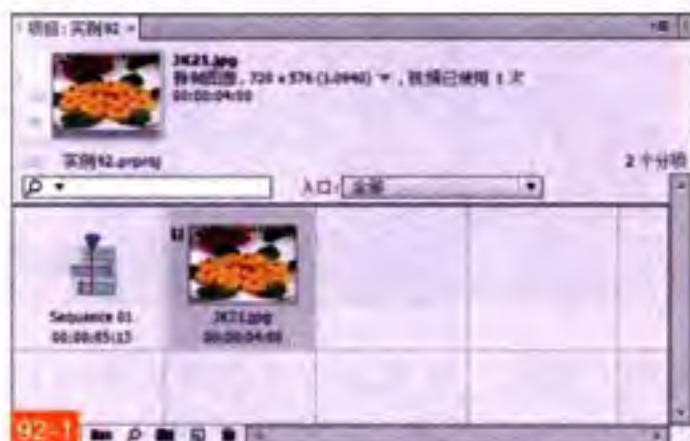 项目: 实例92
JK21.jpg
静帧图像, 720 x 576 (1.0940) , 视频已使用 1 次
00:00:04:00
实例92.prproj
2 个分项
入口: 全部
Sequence 01
00:00:05:13
JK21.jpg
00:00:04:00
92-1